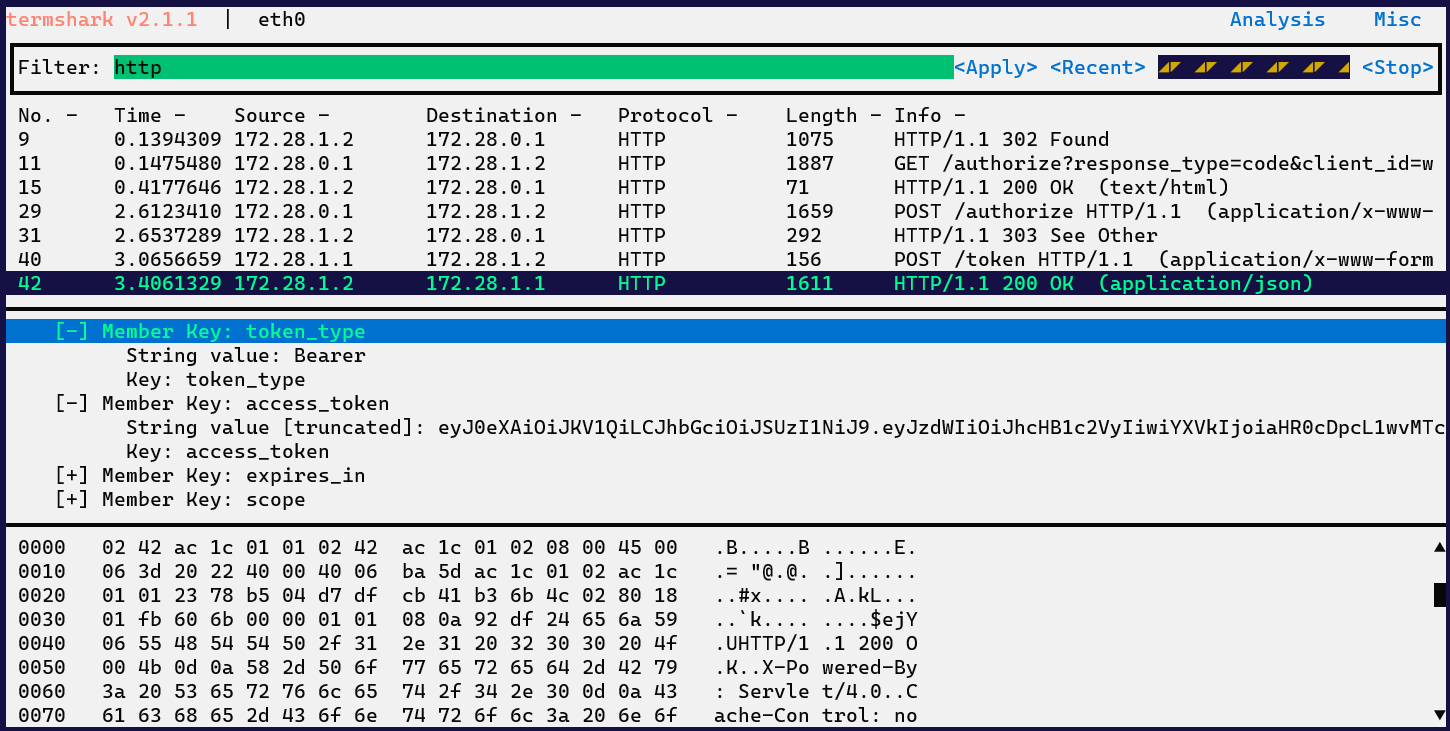 termshark v2.1.1 | eth0 Analysis Misc
Filter: http <Apply> <Recent> <Stop>
No. - Time - Source - Destination - Protocol - Length - Info -
9 0.1394309 172.28.1.2 172.28.0.1 HTTP 1075 HTTP/1.1 302 Found
11 0.1475480 172.28.0.1 172.28.1.2 HTTP 1887 GET /authorize?response_type=code&client_id=w
15 0.4177646 172.28.1.2 172.28.0.1 HTTP 71 HTTP/1.1 200 OK (text/html)
29 2.6123410 172.28.0.1 172.28.1.2 HTTP 1659 POST /authorize HTTP/1.1 (application/x-www-
31 2.6537289 172.28.1.2 172.28.0.1 HTTP 292 HTTP/1.1 303 See Other
40 3.0656659 172.28.1.1 172.28.1.2 HTTP 156 POST /token HTTP/1.1 (application/x-www-form
42 3.4061329 172.28.1.2 172.28.1.1 HTTP 1611 HTTP/1.1 200 OK (application/json)
[-] Member Key: token_type
String value: Bearer
Key: token_type
[-] Member Key: access_token
String value [truncated]: eyJ0eXAiOiJKV1QiLCJhbGciOiJSUzI1NiJ9.eyJzdWIiOiJhcHB1c2VyIiwiYXVkIjoiaHR0cDpcL1wvMTc
Key: access_token
[+] Member Key: expires_in
[+] Member Key: scope
0000 02 42 ac 1c 01 01 02 42 ac 1c 01 02 08 00 45 00 .B.....B ......E.
0010 06 3d 20 22 40 00 40 06 ba 5d ac 1c 01 02 ac 1c .= "@.@. .]......
0020 01 01 23 78 b5 04 d7 df cb 41 b3 6b 4c 02 80 18 ..#x.... .A.kL...
0030 01 fb 60 6b 00 00 01 01 08 0a 92 df 24 65 6a 59 ..`k.... ....$ejY
0040 06 55 48 54 54 50 2f 31 2e 31 20 32 30 30 20 4f .UHTTP/1 .1 200 O
0050 00 4b 0d 0a 58 2d 50 6f 77 65 72 65 64 2d 42 79 .K..X-Po wered-By
0060 3a 20 53 65 72 76 6c 65 74 2f 34 2e 30 0d 0a 43 : Servle t/4.0..C
0070 61 63 68 65 2d 43 6f 6e 74 72 6f 6c 3a 20 6e 6f ache-Con trol: no